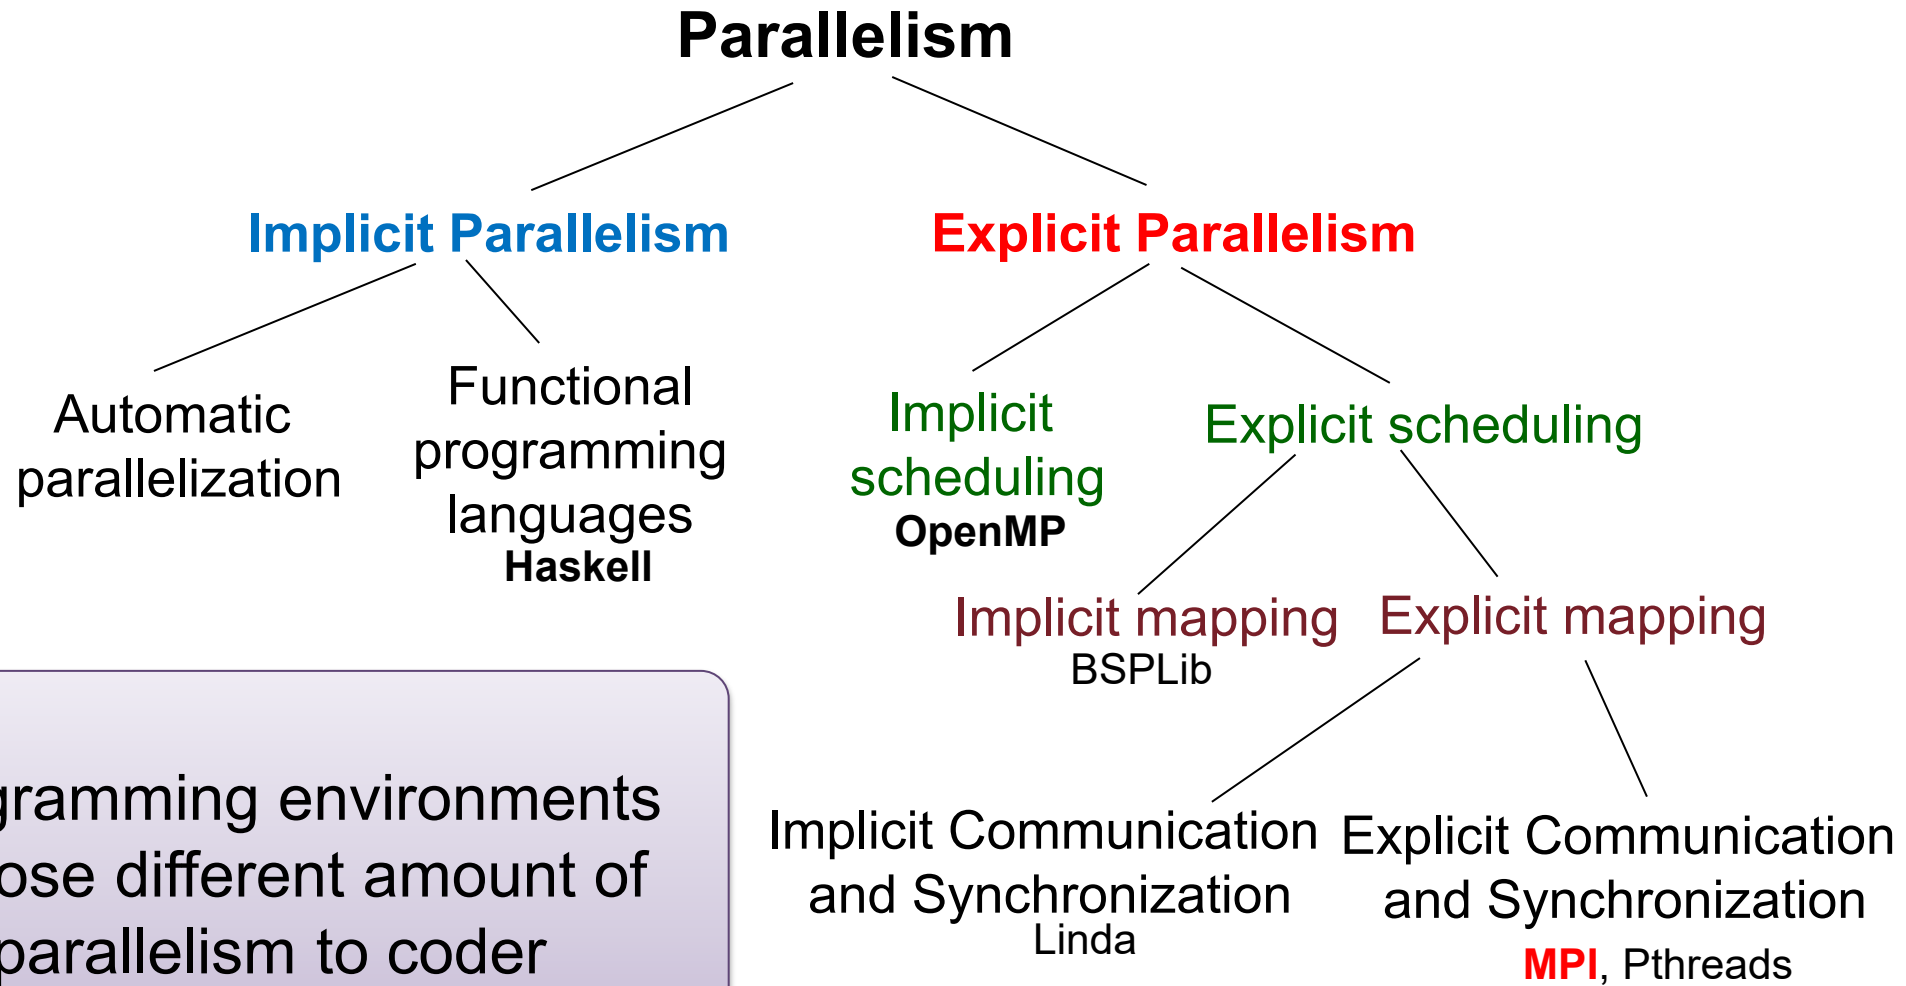 Parallelism
Implicit Parallelism
Explicit Parallelism
Automatic
parallelization
Functional
programming
languages
Haskell
Implicit
scheduling
OpenMP
Explicit scheduling
Implicit mapping
BSPLib
Explicit mapping
environments
different amount of
parallelism to coder
Implicit Communication
and Synchronization
Linda
Explicit Communication
and Synchronization
MPI, Pthreads